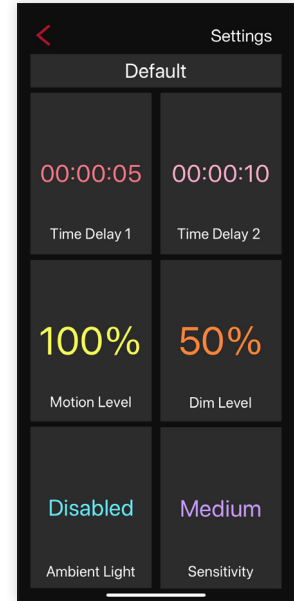 Settings
Default
00:00:05 00:00:10
Time Delay 1 Time Delay 2
100% 50%
Motion Level Dim Level
Disabled Medium
Ambient Light Sensitivity